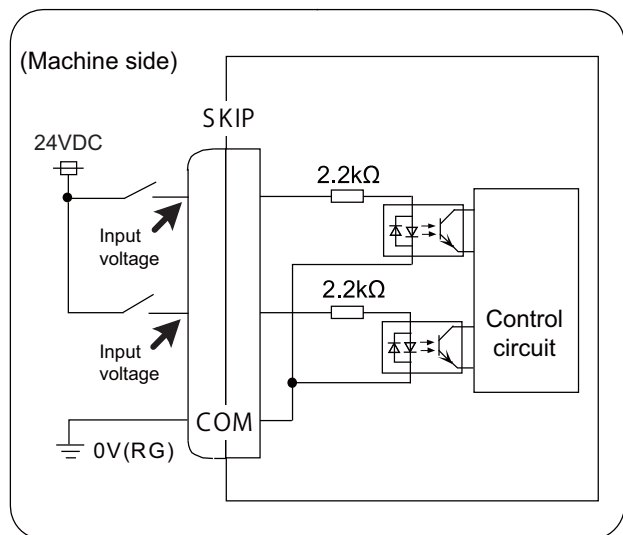 (Machine side)
SKIP
24VDC
2.2kΩ
Input
voltage
2.2kΩ
Input
voltage
Control
circuit
COM
0V(RG)